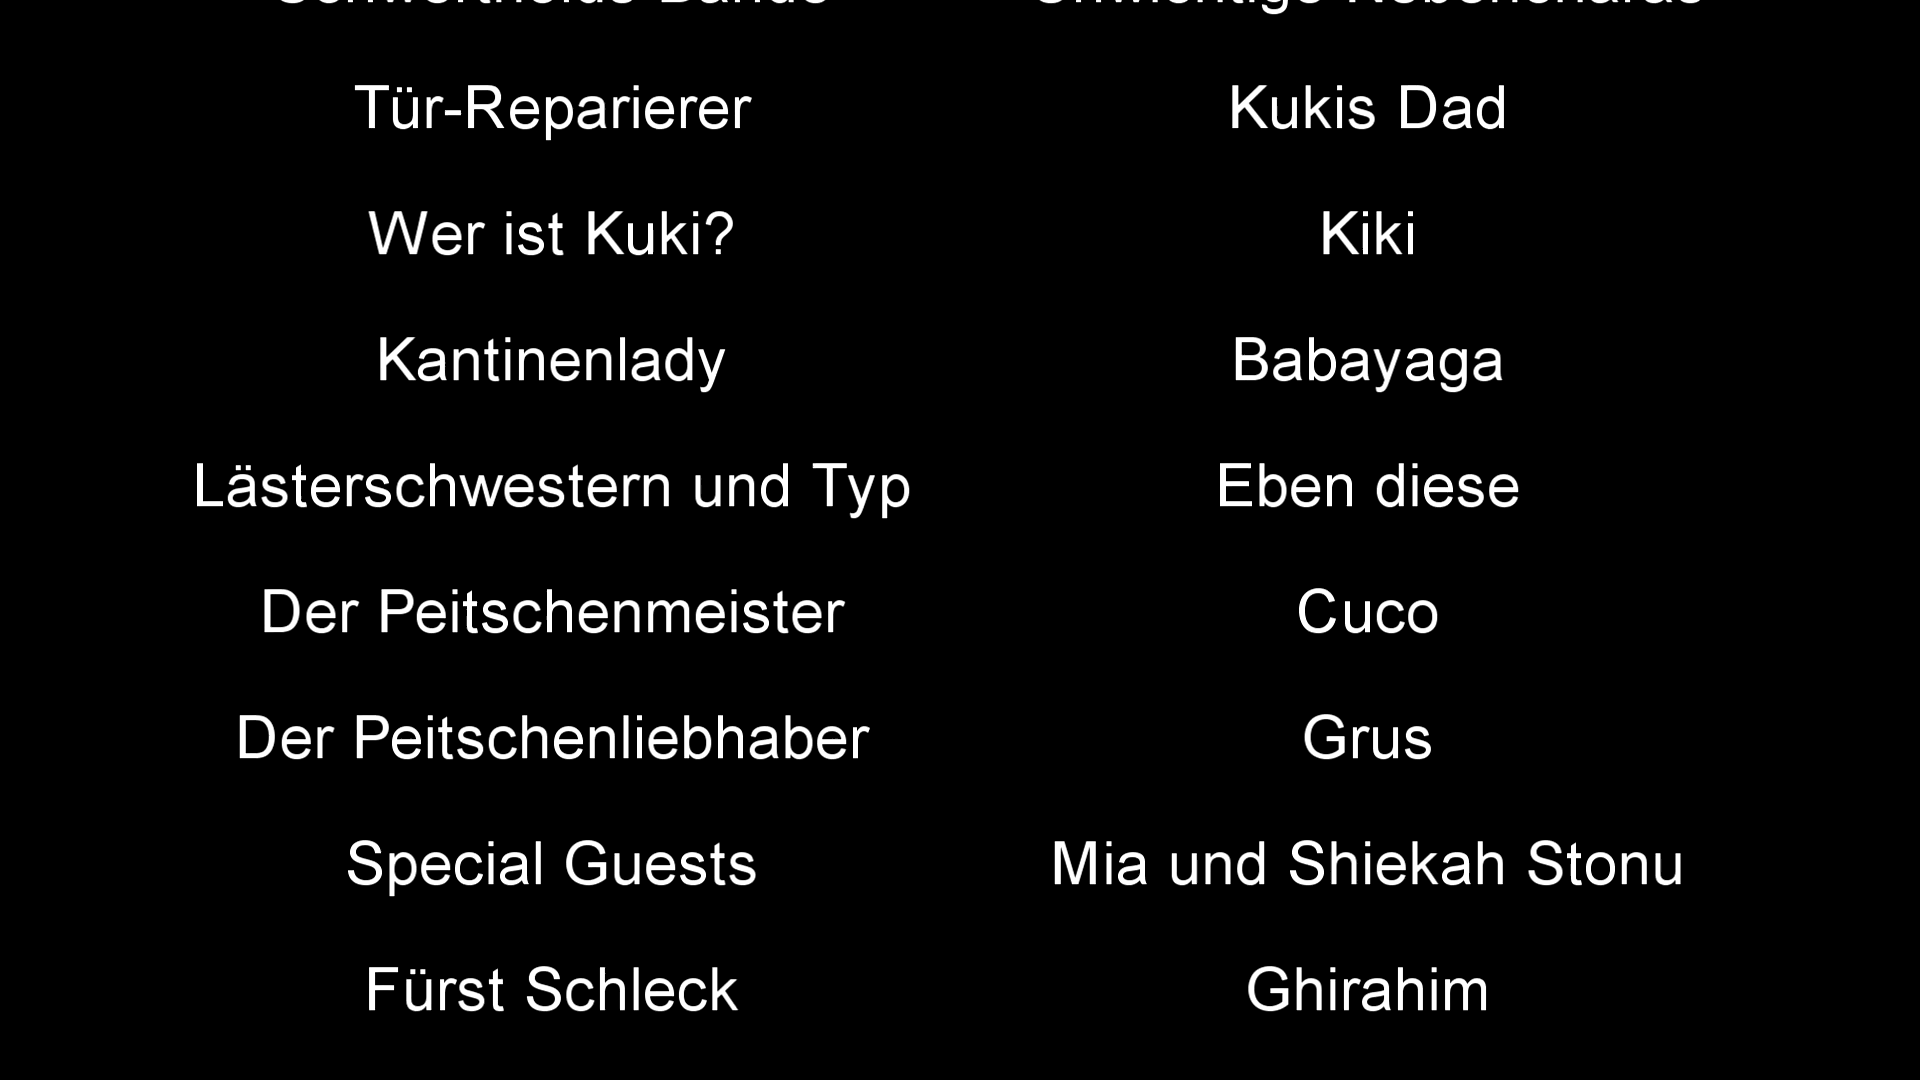 Tür-Reparierer Kukis Dad
Wer ist Kuki? Kiki
Kantinenlady Babayaga
Lästerschwestern und Typ Eben diese
Der Peitschenmeister Cuco
Der Peitschenliebhaber Grus
Special Guests Mia und Shiekah Stonu
Fürst Schleck Ghirahim